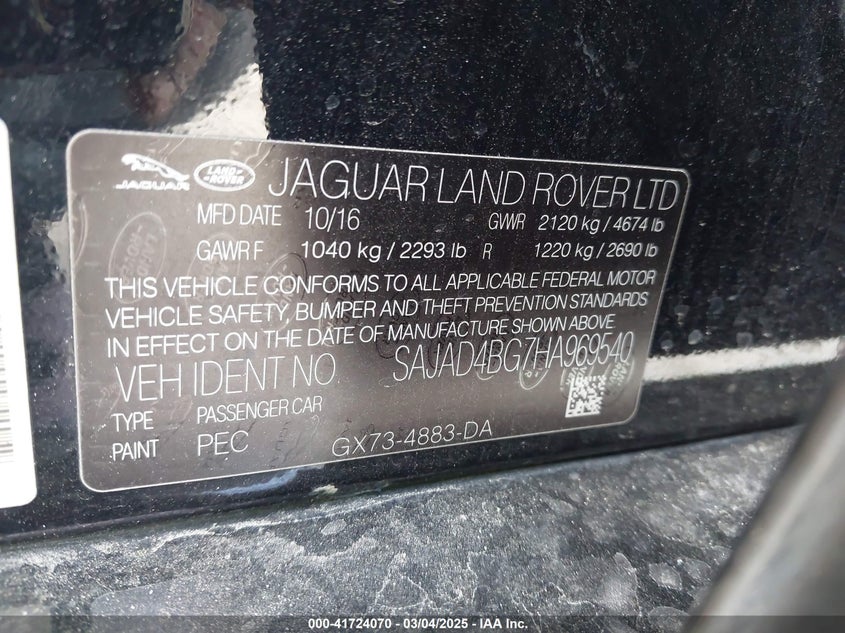 JAGUAR
LAND ROVER
JAGUAR LAND ROVER LTD
MFD DATE 10/16 GWR 2120 kg / 4674 lb
GAWR F 1040 kg / 2293 lb R 1220 kg / 2690 lb
THIS VEHICLE CONFORMS TO ALL APPLICABLE FEDERAL MOTOR
VEHICLE SAFETY, BUMPER AND THEFT PREVENTION STANDARDS
IN EFFECT ON THE DATE OF MANUFACTURE SHOWN ABOVE
VEH IDENT NO SAJAD4BG7HA969540
TYPE PASSENGER CAR
PAINT PEC GX73-4883-DA
000-41724070 — 03/04/2025 — IAA Inc.